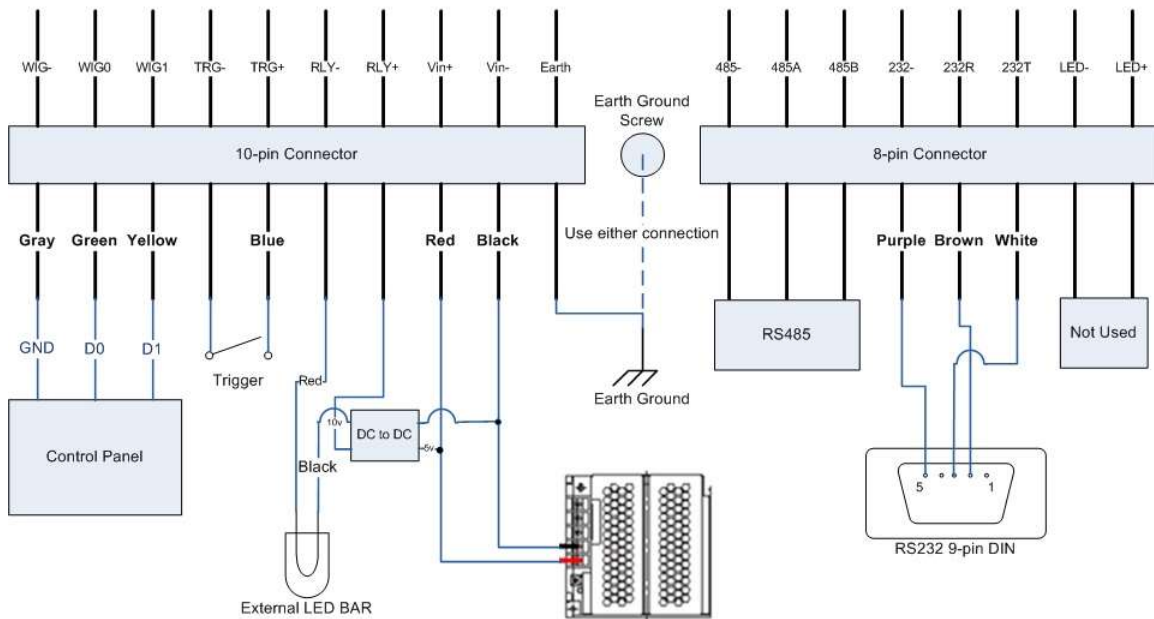 WIG- WIG0 WIG1 TRG- TRG+ RLY- RLY+ Vin+ Vin- Earth
485- 485A 485B 232- 232R 232T LED- LED+
Earth Ground
Screw
10-pin Connector
8-pin Connector
Gray Green Yellow Blue Red Black
Use either connection
Purple Brown White
GND D0 D1
RS485
Not Used
Trigger
Red
Earth Ground
10v
DC to DC
5v
Control Panel
Black
5 1
RS232 9-pin DIN
External LED BAR